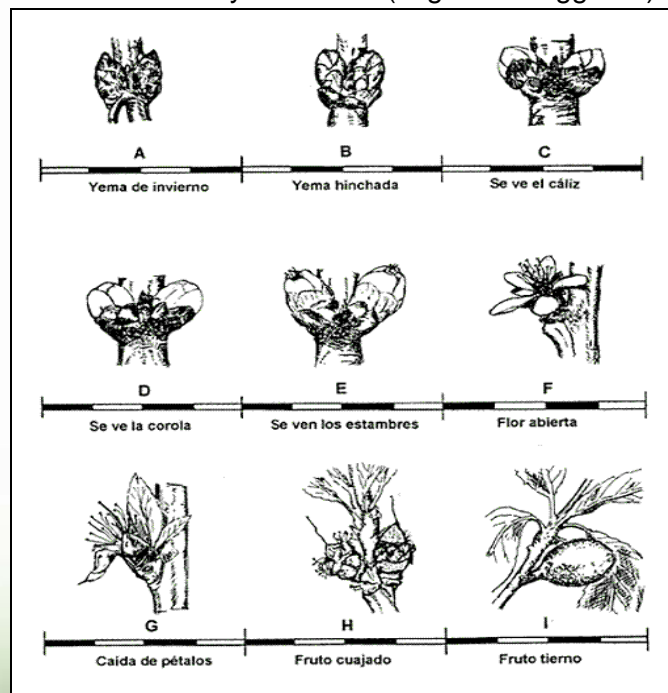 A B C
Yema de invierno Yema hinchada Se ve el cáliz
D E F
Se ve la corola Se ven los estambres Flor abierta
G H I
Caida de pétalos Fruto cuajado Fruto tierno